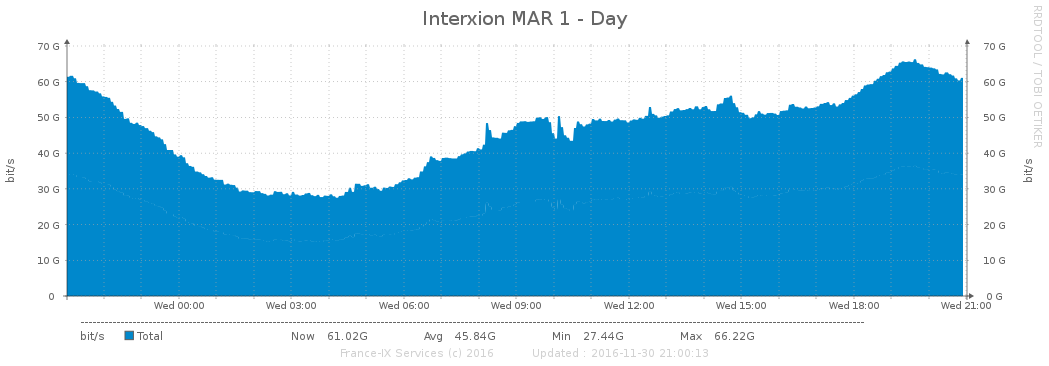 Interxion MAR 1 - Day
RRDTOOL / TOBI OETIKER
70 G 70 G
60 G 60 G
50 G 50 G
40 G 40 G
30 G 30 G
20 G 20 G
10 G 10 G
0 0 G
bit/s bit/s
Wed 00:00 Wed 03:00 Wed 06:00 Wed 09:00 Wed 12:00 Wed 15:00 Wed 18:00 Wed 21:00
bit/s Total Now 61.02G Avg 45.84G Min 27.44G Max 66.22G
France-IX Services (c) 2016 Updated : 2016-11-30 21:00:13